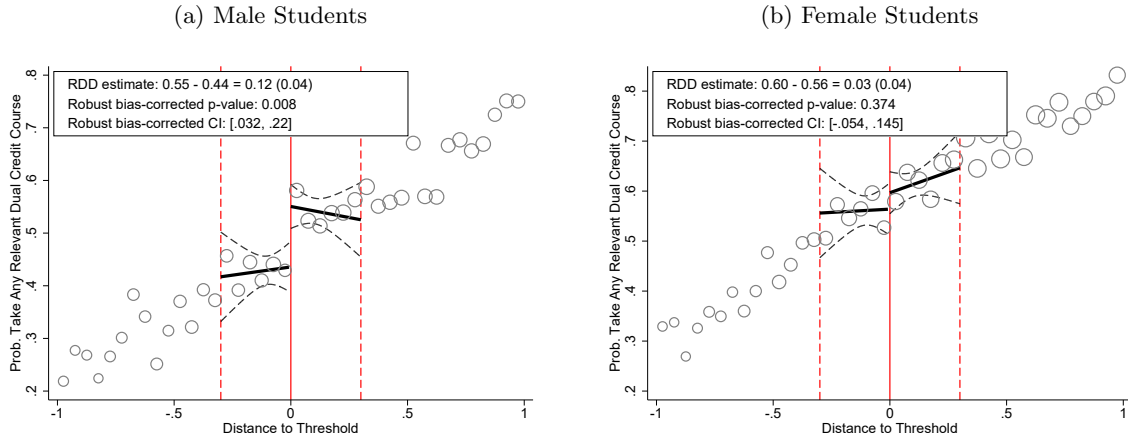 (a) Male Students
(b) Female Students
RDD estimate: 0.55 - 0.44 = 0.12 (0.04)
Robust bias-corrected p-value: 0.008
Robust bias-corrected CI: [.032, .22]
Prob. Take Any Relevant Dual Credit Course
.8
.7
.6
.5
.4
.3
.2
-1
-.5
0
.5
1
Distance to Threshold
RDD estimate: 0.60 - 0.56 = 0.03 (0.04)
Robust bias-corrected p-value: 0.374
Robust bias-corrected CI: [-.054, .145]
Prob. Take Any Relevant Dual Credit Course
.8
.7
.6
.5
.4
.3
.2
-1
-.5
0
.5
1
Distance to Threshold